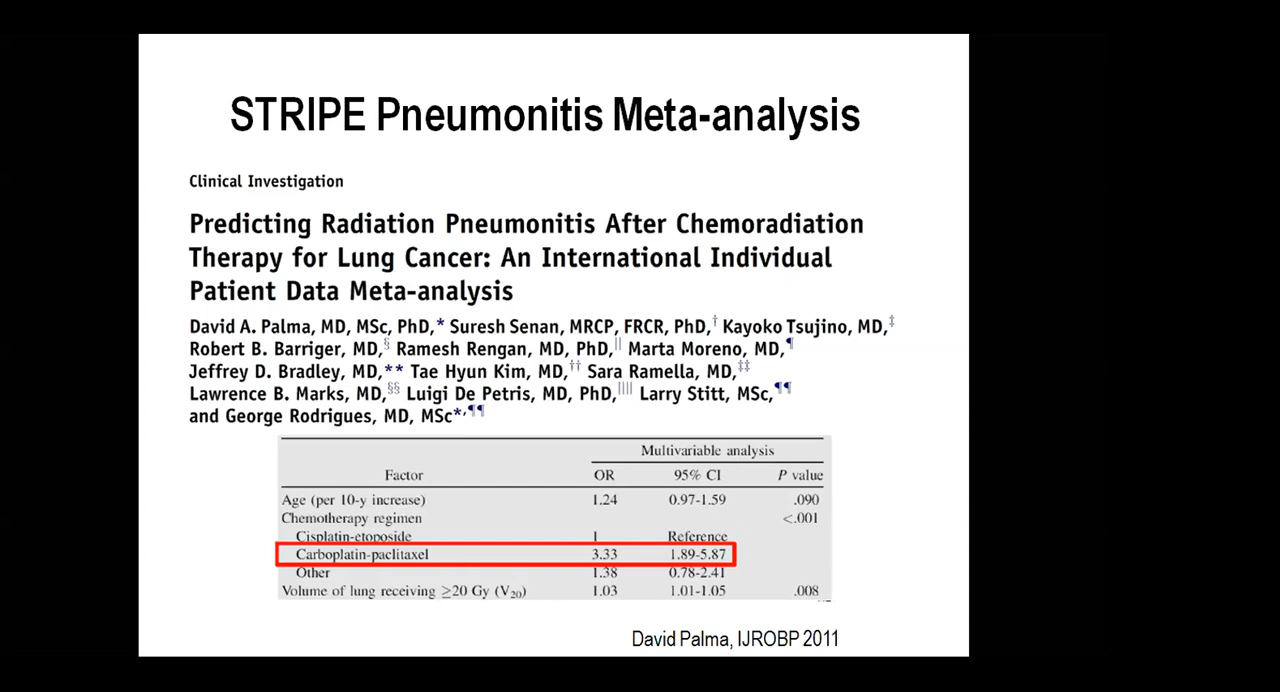 STRIPE Pneumonitis Meta-analysis
Clinical Investigation
Predicting Radiation Pneumonitis After Chemoradiation
Therapy for Lung Cancer: An International Individual
Patient Data Meta-analysis
David A. Palma, MD, MSc, PhD,* Suresh Senan, MRCP, FRCR, PhD,† Kayoko Tsujino, MD,‡
Robert B. Barriger, MD,§ Ramesh Rengan, MD, PhD,|| Marta Moreno, MD,¶
Jeffrey D. Bradley, MD,** Tae Hyun Kim, MD,†† Sara Ramella, MD,‡‡
Lawrence B. Marks, MD,§§ Luigi De Petris, MD, PhD,|||| Larry Stitt, MSc,¶¶
and George Rodrigues, MD, MSc*,¶¶
Multivariable analysis
Factor OR 95% CI P value
Age (per 10-y increase) 1.24 0.97-1.59 .090
Chemotherapy regimen <.001
Cisplatin-etoposide 1 Reference
Carboplatin-paclitaxel 3.33 1.89-5.87
Other 1.38 0.78-2.41
Volume of lung receiving ≥20 Gy (V20) 1.03 1.01-1.05 .008
David Palma, IJROBP 2011